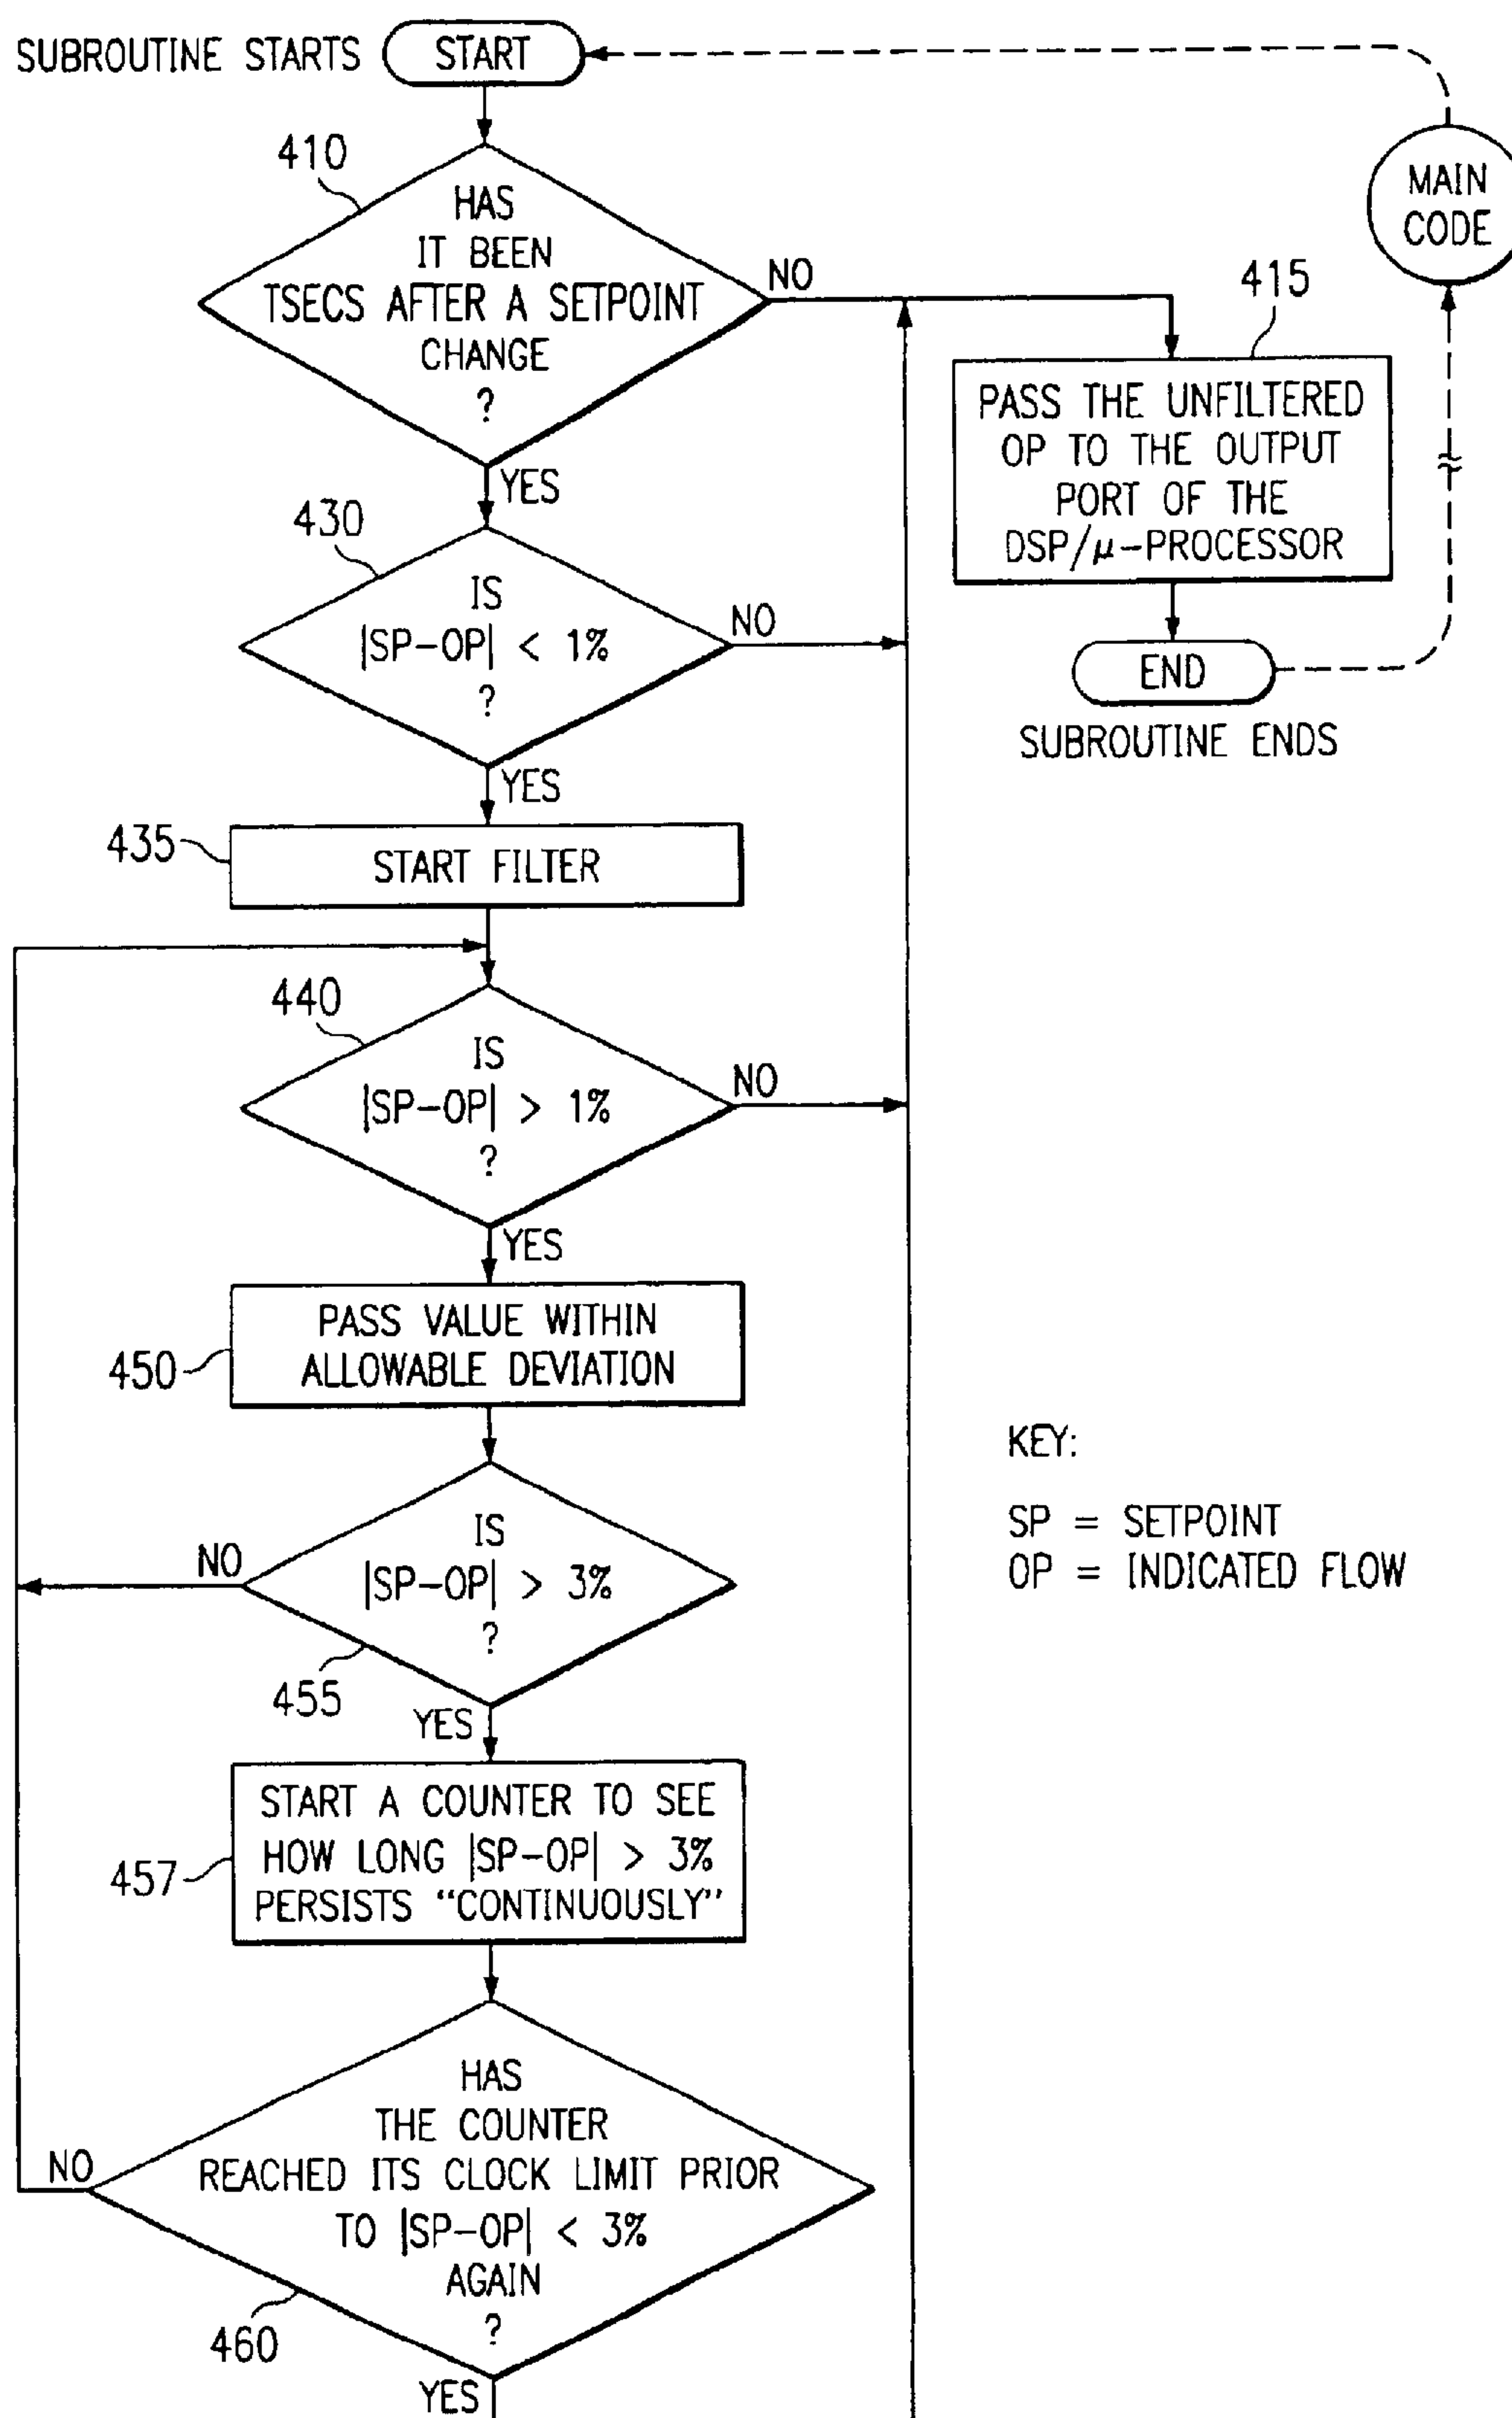 SUBROUTINE STARTS
START
410
HAS
IT BEEN
TSECS AFTER A SETPOINT
CHANGE
?
NO
YES
MAIN
CODE
415
PASS THE UNFILTERED
OP TO THE OUTPUT
PORT OF THE
DSP/μ-PROCESSOR
END
SUBROUTINE ENDS
430
IS
|SP-OP| < 1%
?
NO
YES
435
START FILTER
440
IS
|SP-OP| > 1%
?
NO
YES
450
PASS VALUE WITHIN
ALLOWABLE DEVIATION
IS
|SP-OP| > 3%
?
NO
455
YES
KEY:
SP = SETPOINT
OP = INDICATED FLOW
457
START A COUNTER TO SEE
HOW LONG |SP-OP| > 3%
PERSISTS "CONTINUOUSLY"
HAS
THE COUNTER
REACHED ITS CLOCK LIMIT PRIOR
TO |SP-OP| < 3%
AGAIN
?
NO
460
YES